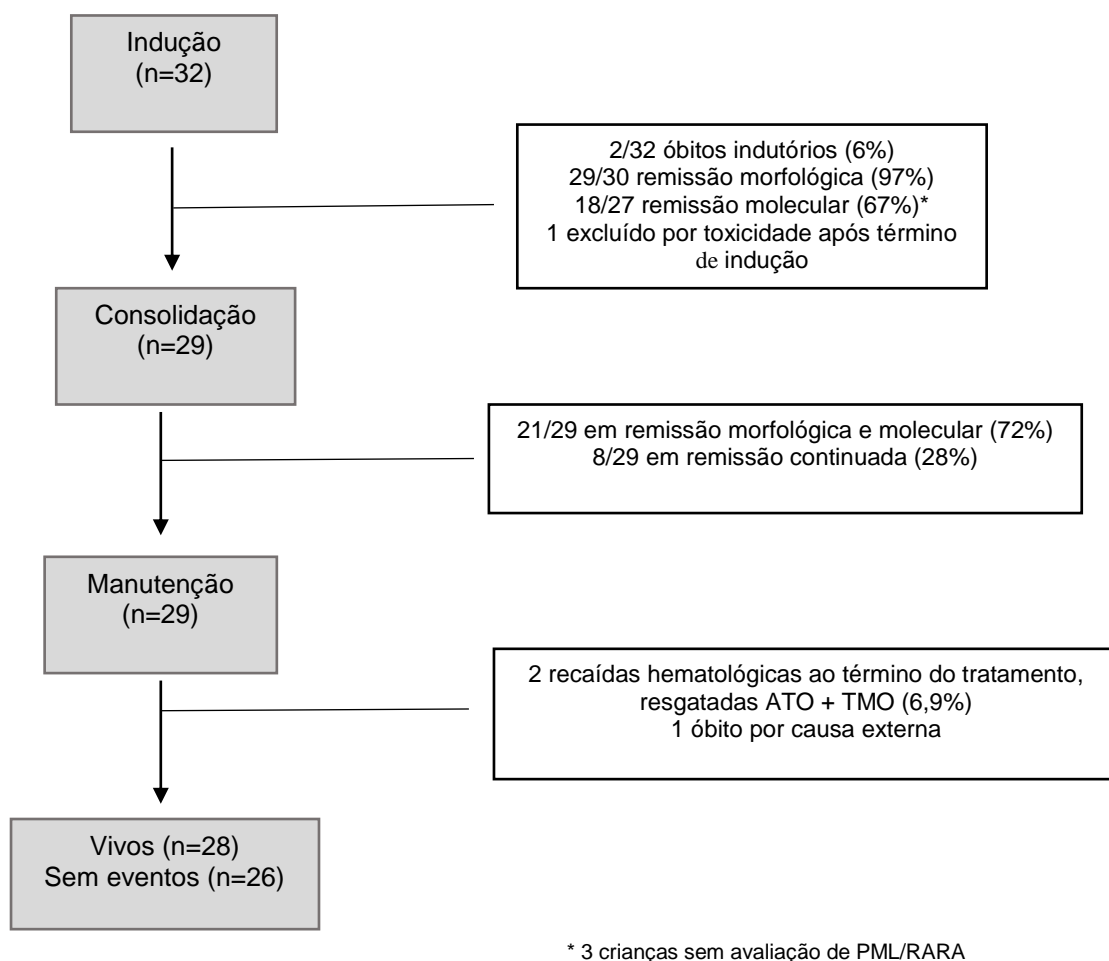 Indução
(n=32)
2/32 óbitos indutórios (6%)
29/30 remissão morfológica (97%)
18/27 remissão molecular (67%)*
1 excluído por toxicidade após término
de indução
Consolidação
(n=29)
21/29 em remissão morfológica e molecular (72%)
8/29 em remissão continuada (28%)
Manutenção
(n=29)
2 recaídas hematológicas ao término do tratamento,
resgatadas ATO + TMO (6,9%)
1 óbito por causa externa
Vivos (n=28)
Sem eventos (n=26)
* 3 crianças sem avaliação de PML/RARA